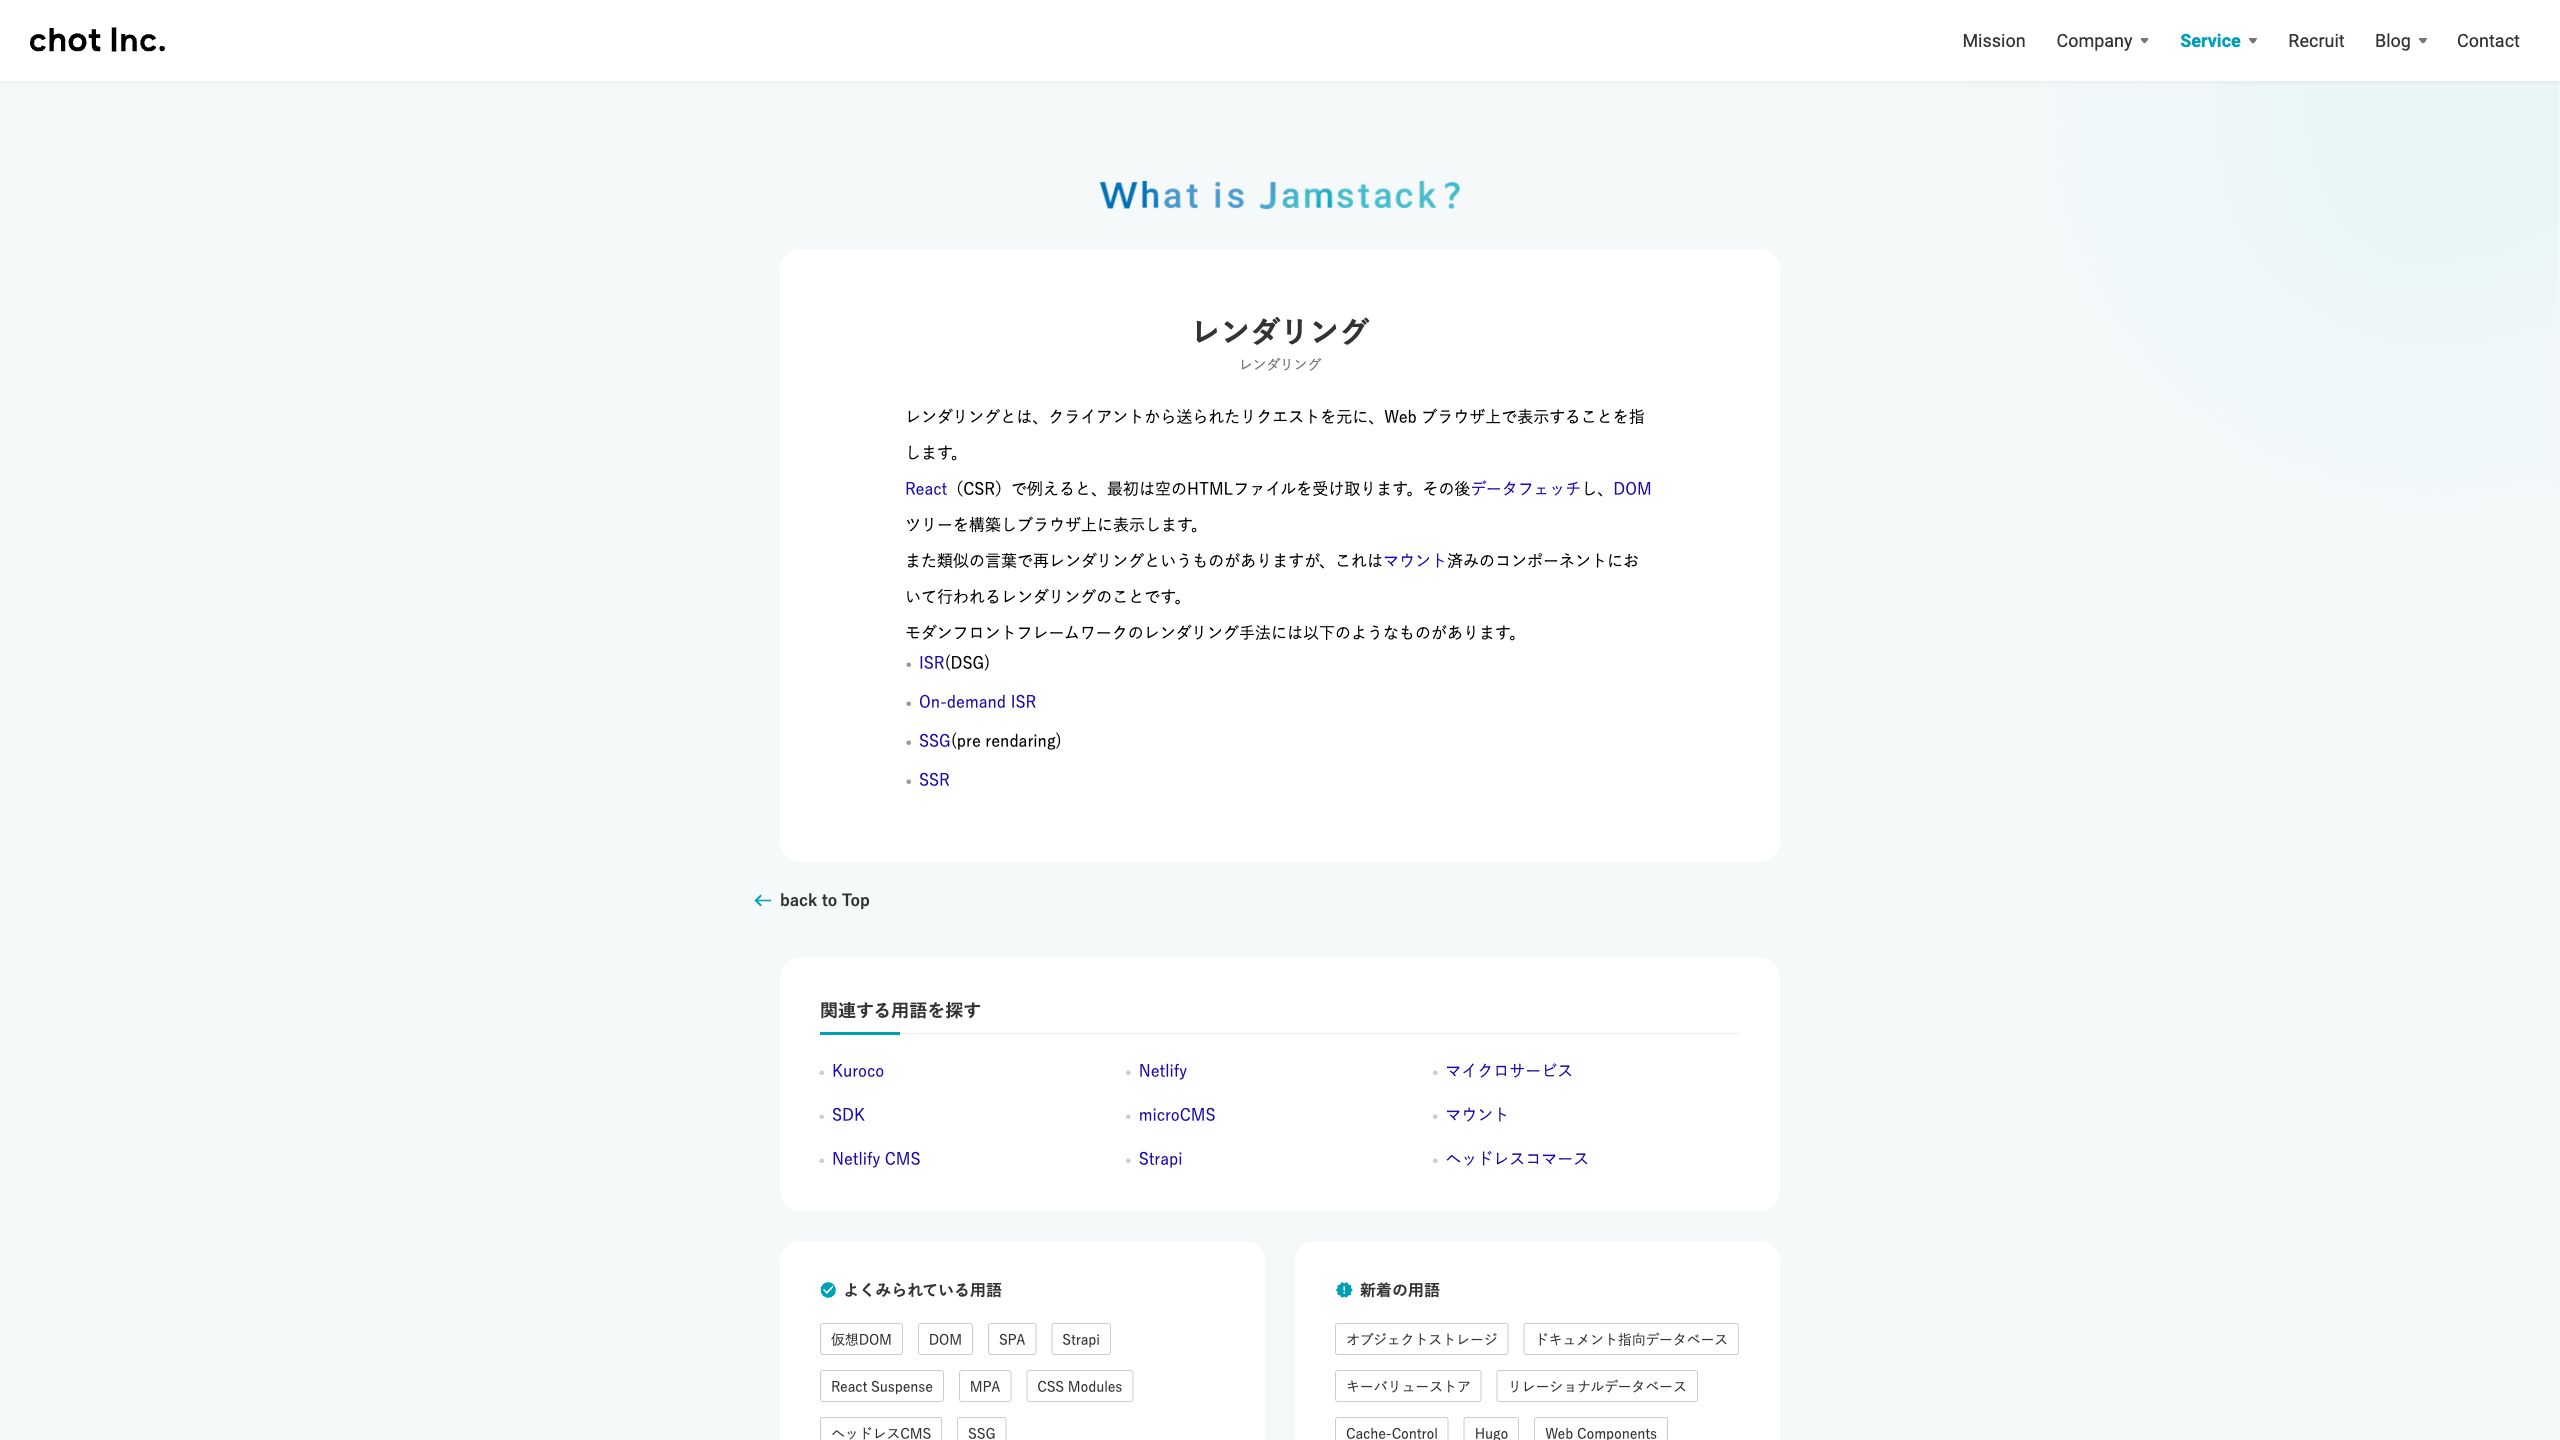 chot Inc.
Mission Company Service Recruit Blog Contact
What is Jamstack?
レンダリング
レンダリング
レンダリングとは、クライアントから送られたリクエストを元に、Web ブラウザ上で表示することを指
します。
React（CSR）で例えると、最初は空のHTMLファイルを受け取ります。その後データフェッチし、DOM
ツリーを構築しブラウザ上に表示します。
また類似の言葉で再レンダリングというものがありますが、これはマウント済みのコンポーネントにお
いて行われるレンダリングのことです。
モダンフロントフレームワークのレンダリング手法には以下のようなものがあります。
ISR(DSG)
On-demand ISR
SSG(pre rendaring)
SSR
back to Top
関連する用語を探す
Kuroco Netlify マイクロサービス
SDK microCMS マウント
Netlify CMS Strapi ヘッドレスコマース
よくみられている用語
仮想DOM DOM SPA Strapi
React Suspense MPA CSS Modules
ヘッドレスCMS SSG
新着の用語
オブジェクトストレージ ドキュメント指向データベース
キーバリューストア リレーショナルデータベース
Cache-Control Hugo Web Components